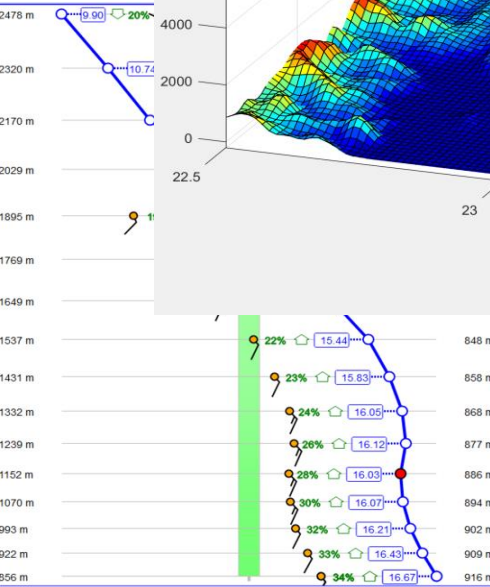 2478 m 9.90 20%
4000
2320 m 10.74
2000
2170 m
0
2029 m
22.5
1895 m
23
1769 m
1649 m
1537 m 22% 15.44 848 m
1431 m 23% 15.83 858 m
1332 m 24% 16.05 868 m
1239 m 26% 16.12 877 m
1152 m 28% 16.03 886 m
1070 m 30% 16.07 894 m
993 m 32% 16.21 902 m
922 m 33% 16.43 909 m
856 m 34% 16.67 916 m